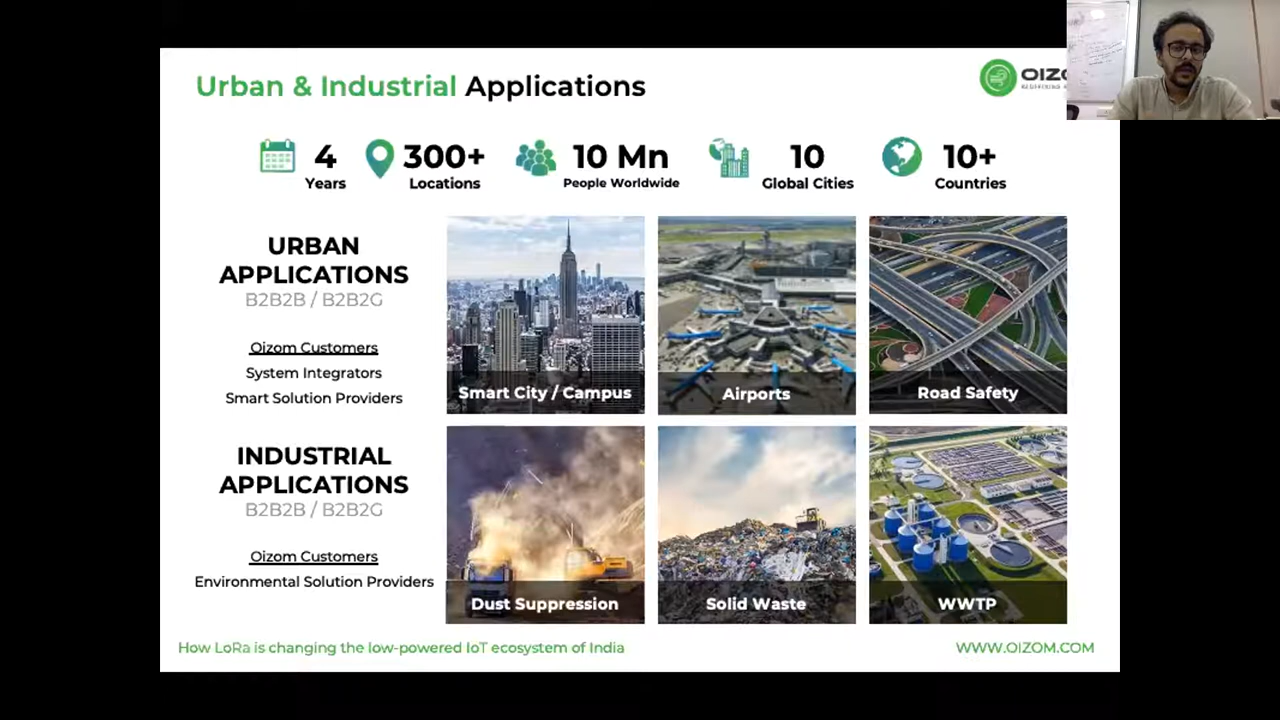 Urban & Industrial Applications
OIZ
4
Years
300+
Locations
10 Mn
People Worldwide
10
Global Cities
10+
Countries
URBAN
APPLICATIONS
B2B2B / B2B2G
Oizom Customers
System Integrators
Smart Solution Providers
Smart City / Campus
Airports
Road Safety
INDUSTRIAL
APPLICATIONS
B2B2B / B2B2G
Oizom Customers
Environmental Solution Providers
Dust Suppression
Solid Waste
WWTP
How LoRa is changing the low-powered IoT ecosystem of India
WWW.OIZOM.COM